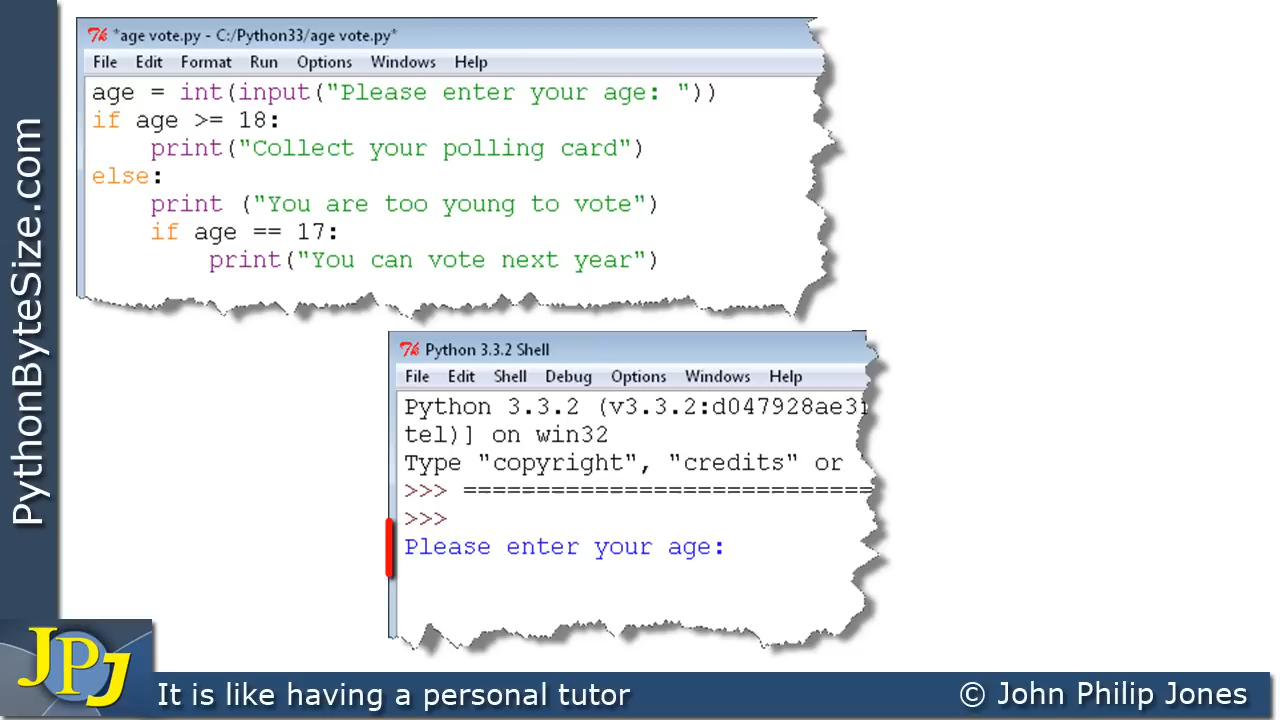 PythonByteSize.com
*age vote.py - C:/Python33/age vote.py*
File Edit Format Run Options Windows Help
age = int(input("Please enter your age: "))
if age >= 18:
    print("Collect your polling card")
else:
    print ("You are too young to vote")
    if age == 17:
        print("You can vote next year")
Python 3.3.2 Shell
File Edit Shell Debug Options Windows Help
Python 3.3.2 (v3.3.2:d047928ae3
tel)] on win32
Type "copyright", "credits" or
>>> ============================
>>>
Please enter your age:
JPJ
It is like having a personal tutor
© John Philip Jones